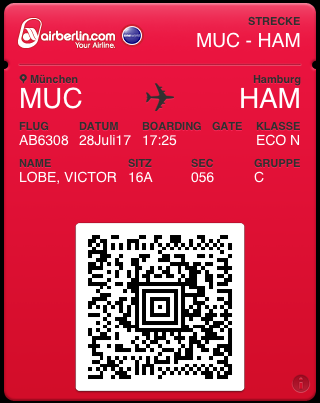 airberlin.com
Your Airline.
STRECKE
MUC - HAM
München Hamburg
MUC HAM
FLUG DATUM BOARDING GATE KLASSE
AB6308 28Juli17 17:25 ECO N
NAME SITZ SEC GRUPPE
LOBE, VICTOR 16A 056 C